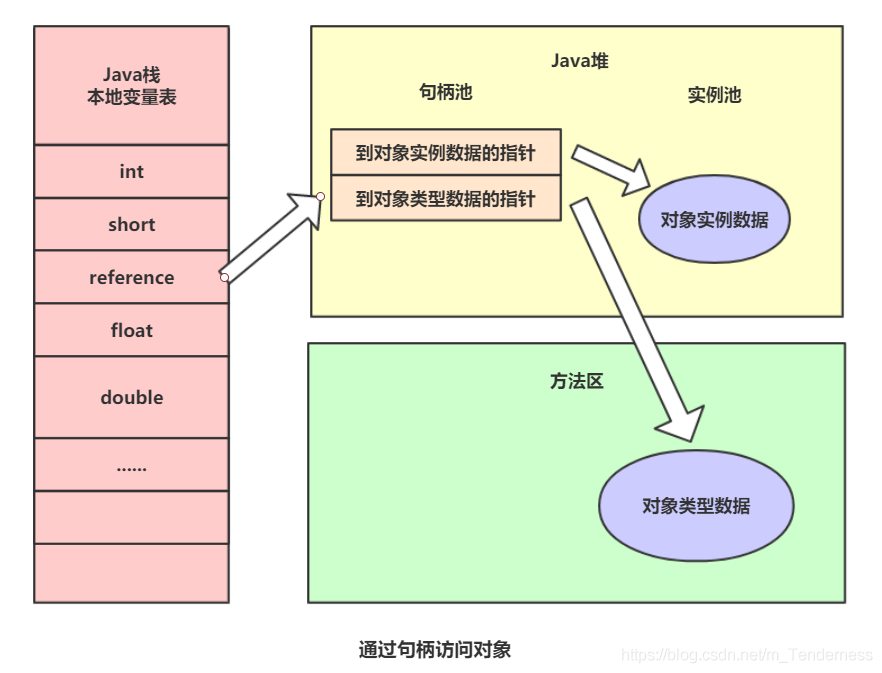 Java栈
本地变量表
int
short
reference
float
double
......
Java堆
句柄池
实例池
到对象实例数据的指针
到对象类型数据的指针
对象实例数据
方法区
对象类型数据
通过句柄访问对象
https://blog.csdn.net/m_Tenderness